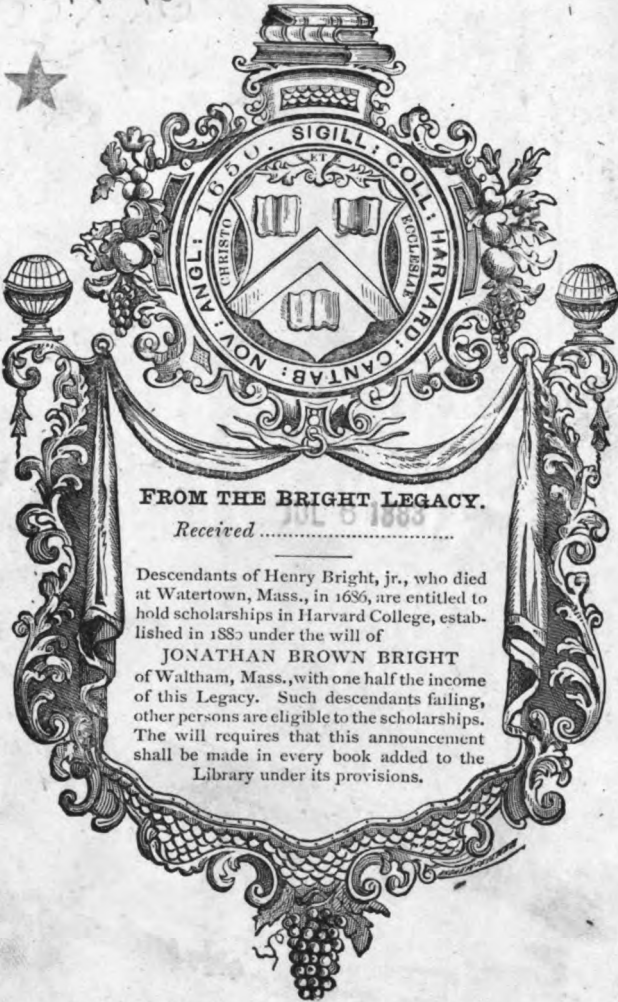 SIGILL: COLL: HARVARD: CANTAB: NOV: ANGL: 1650.
ET
CHRISTO
ECCLESIAE
FROM THE BRIGHT LEGACY.
Received JUL 6 1883
Descendants of Henry Bright, jr., who died
at Watertown, Mass., in 1686, are entitled to
hold scholarships in Harvard College, estab-
lished in 1880 under the will of
JONATHAN BROWN BRIGHT
of Waltham, Mass., with one half the income
of this Legacy. Such descendants failing,
other persons are eligible to the scholarships.
The will requires that this announcement
shall be made in every book added to the
Library under its provisions.